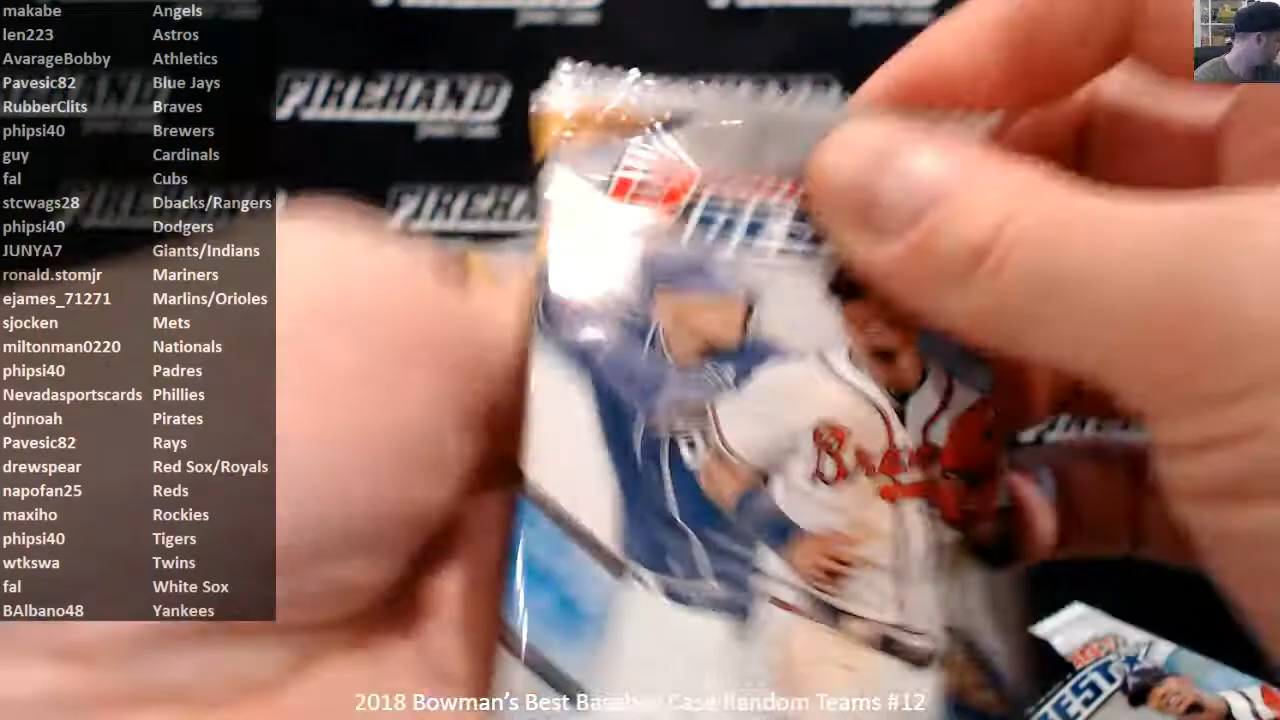 makabe Angels
len223 Astros
AvarageBobby Athletics
Pavesic82 Blue Jays
RubberClits Braves
phipsi40 Brewers
guy Cardinals
fal Cubs
stcwags28 Dbacks/Rangers
phipsi40 Dodgers
JUNYA7 Giants/Indians
ronald.stomjr Mariners
ejames_71271 Marlins/Orioles
sjocken Mets
miltonman0220 Nationals
phipsi40 Padres
Nevadasportscards Phillies
djnnoah Pirates
Pavesic82 Rays
drewspear Red Sox/Royals
napofan25 Reds
maxiho Rockies
phipsi40 Tigers
wtkswa Twins
fal White Sox
BAlbano48 Yankees
FIREHAND
FIREHA
Braves
BEST
2018 Bowman's Best Baseball Case Random Teams #12